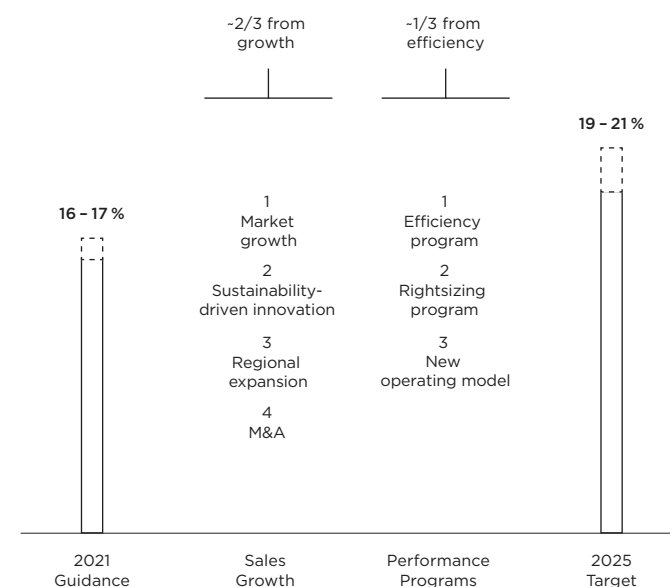 ~2/3 from
growth
~1/3 from
efficiency
19 – 21 %
16 – 17 %
1
Market
growth
2
Sustainability-
driven innovation
3
Regional
expansion
4
M&A
1
Efficiency
program
2
Rightsizing
program
3
New
operating model
2021
Guidance
Sales
Growth
Performance
Programs
2025
Target